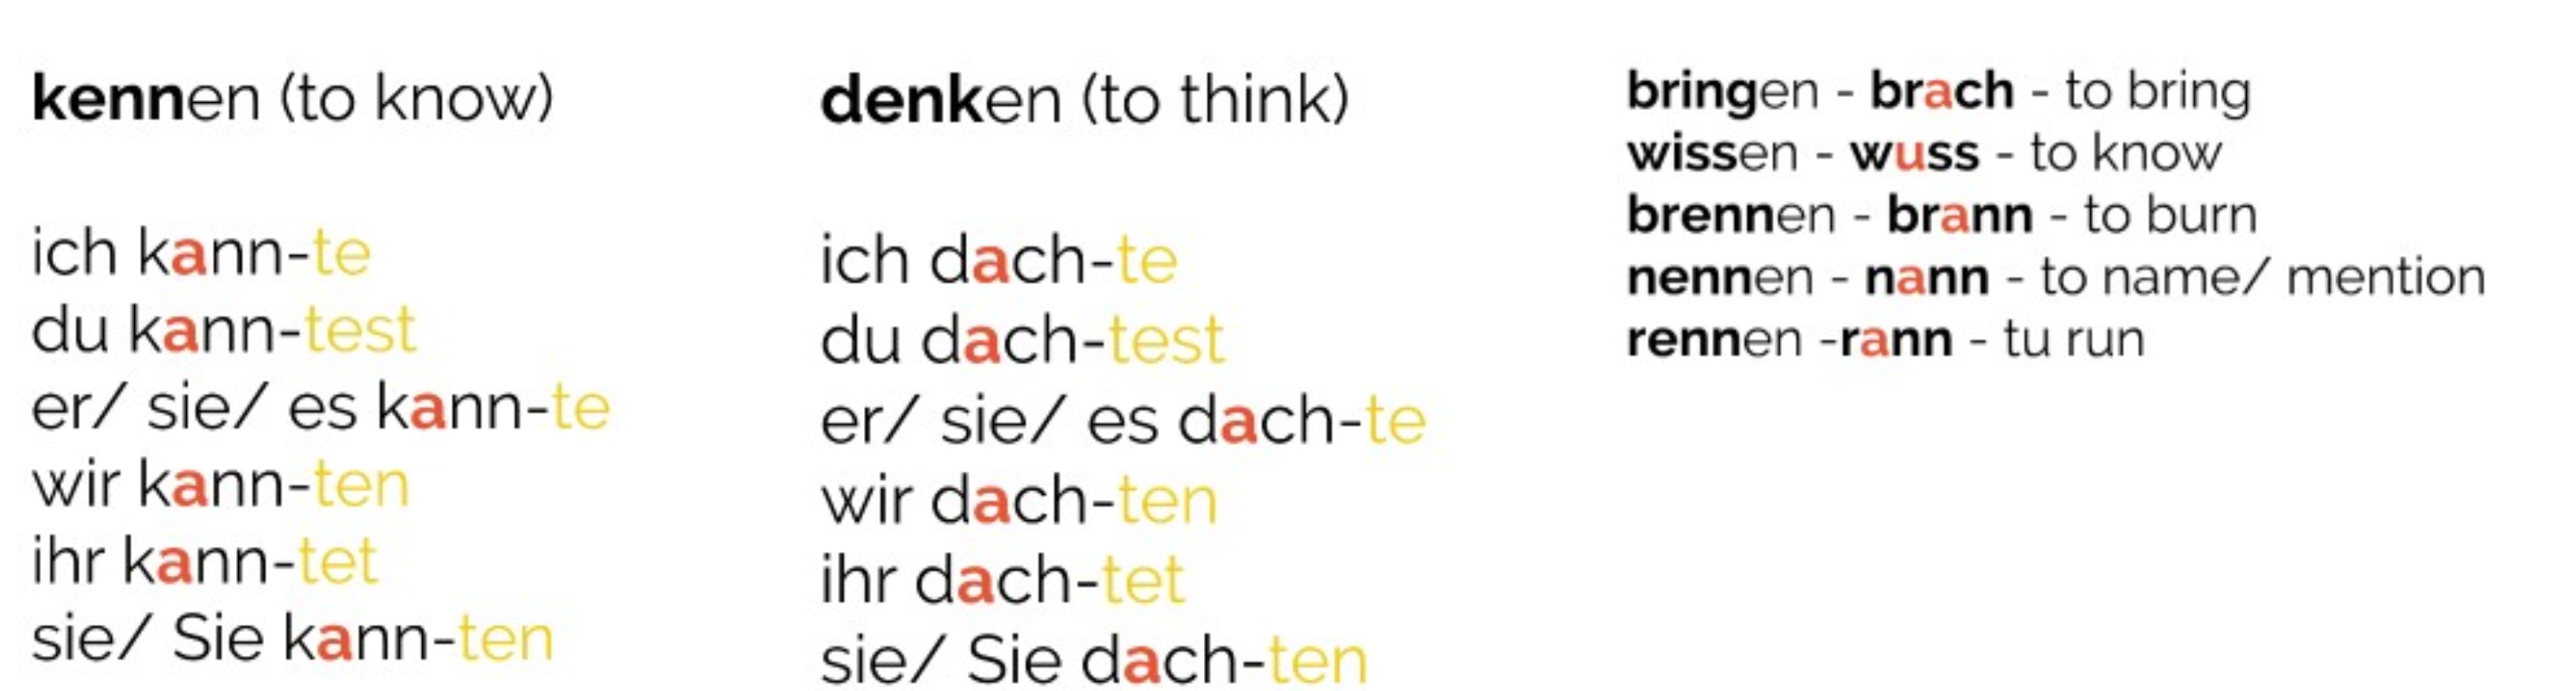 kennen (to know)
ich kann-te
du kann-test
er/ sie/ es kann-te
wir kann-ten
ihr kann-tet
sie/ Sie kann-ten
denken (to think)
ich dach-te
du dach-test
er/ sie/ es dach-te
wir dach-ten
ihr dach-tet
sie/ Sie dach-ten
bringen - brach - to bring
wissen - wuss - to know
brennen - brann - to burn
nennen - nann - to name/ mention
rennen -rann - tu run